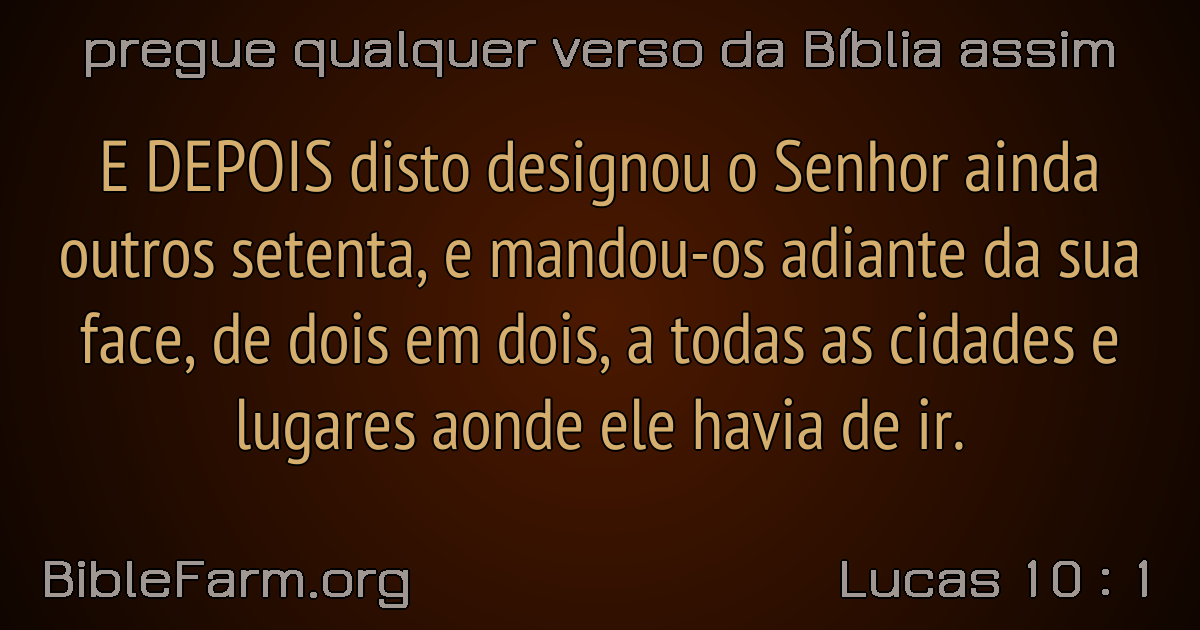 pregue qualquer verso da Bíblia assim
E DEPOIS disto designou o Senhor ainda
outros setenta, e mandou-os adiante da sua
face, de dois em dois, a todas as cidades e
lugares aonde ele havia de ir.
BibleFarm.org
Lucas 10 : 1